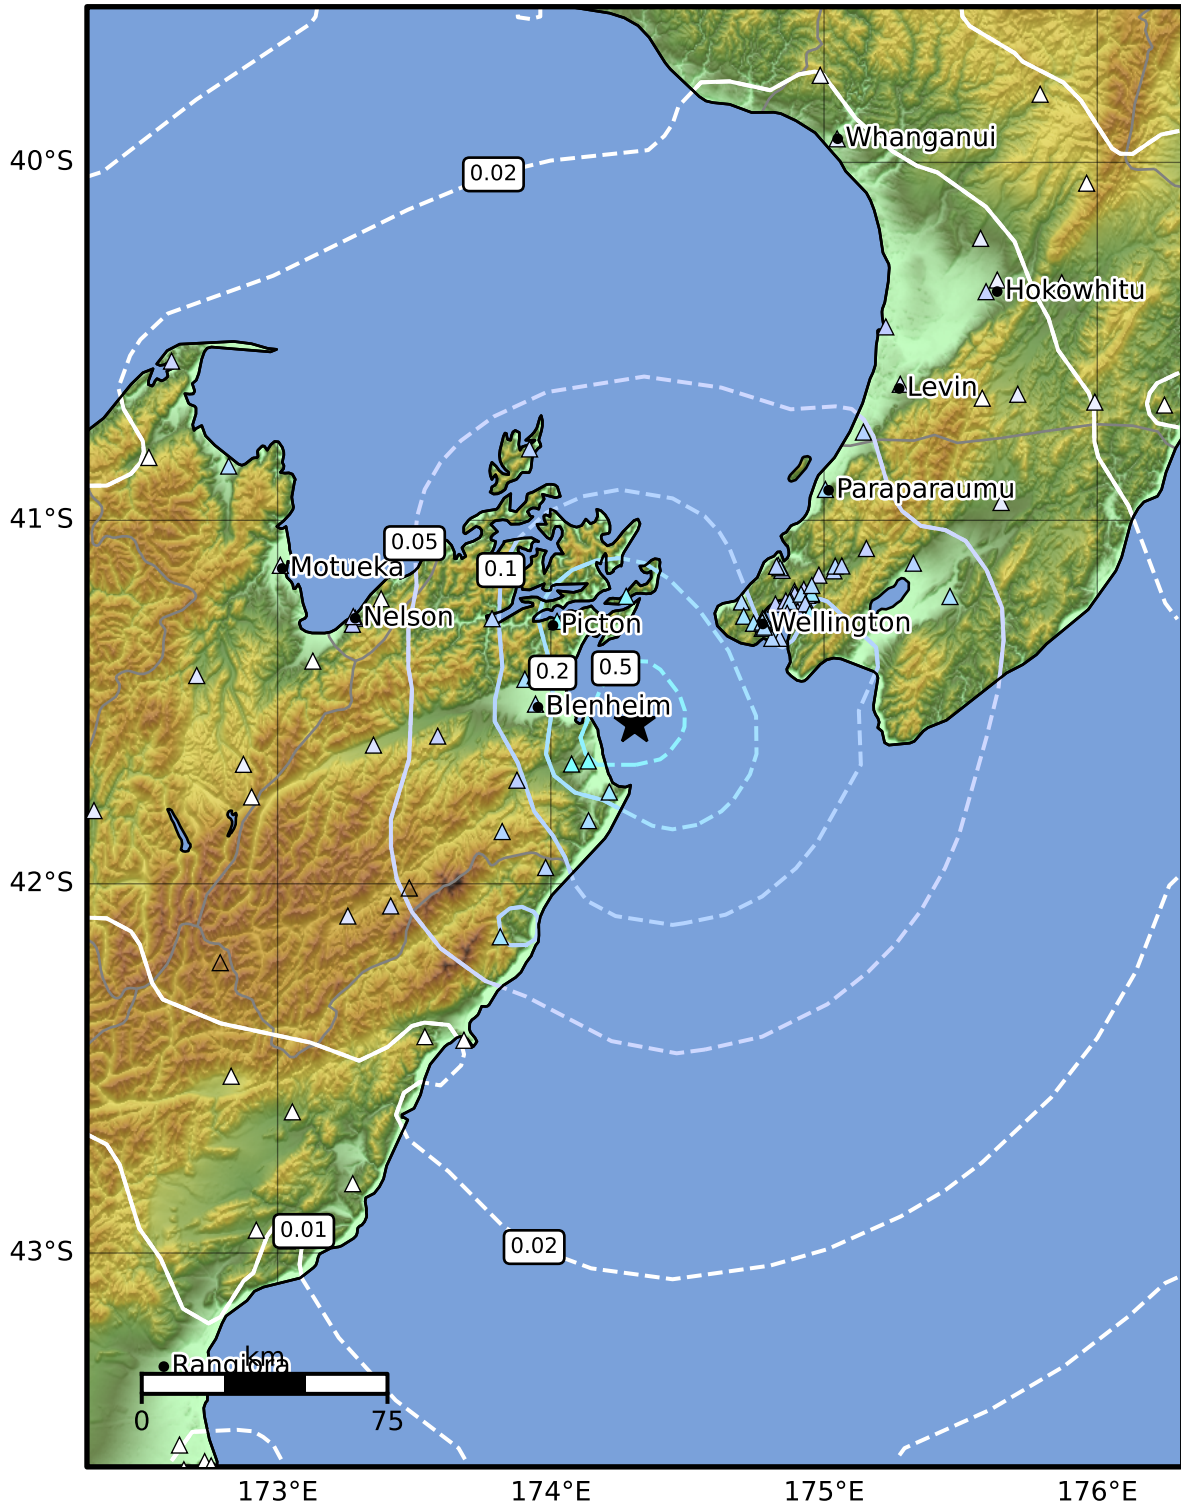 40°S
41°S
42°S
43°S
173°E
174°E
175°E
176°E
0.02
Whanganui
Hokowhitu
Levin
Paraparaumu
0.05
0.1
Motueka
Nelson
Picton
Wellington
0.2
0.5
Blenheim
0.01
0.02
km
Rangiora
0
75